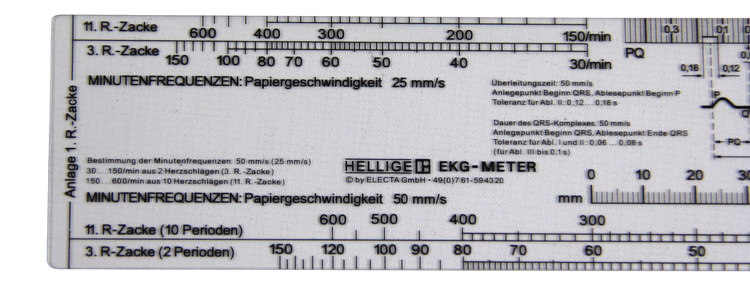 11. R.-Zacke 600 400 300 200 150/min
3. R.-Zacke 150 100 80 70 60 50 40 30/
MINUTENFREQUENZEN: Papiergeschwindigkeit 25 mm/s
PQ
0,3 0,1
0,18 0,12
Überleitungszeit: 50 mm/s
Anlegepunkt Beginn QRS, Ablesepunkt Beginn P
Toleranz für Abl. II: 0,12...0,18 s
P
Dauer des QRS-Komplexes: 50 mm/s
Anlegepunkt Beginn QRS, Ablesepunkt Ende QRS
Toleranz für Abl. I und II: 0,06 ...0,08 s
(für Abl. III bis 0,1 s)
PQ
Anlage 1. R.-Zacke
Bestimmung der Minutenfrequenzen: 50 mm/s (25 mm/s)
30...150/min aus 2 Herzschlägen (3. R.-Zacke)
150...600/min aus 10 Herzschlägen (11. R.-Zacke)
HELLIGE EKG-METER
© by ELECTA GmbH · 49(0)761-594320
mm 0 10 20 30
MINUTENFREQUENZEN: Papiergeschwindigkeit 50 mm/s
11. R-Zacke (10 Perioden) 600 500 400 300
3. R-Zacke (2 Perioden) 150 120 100 90 80 70 60 50